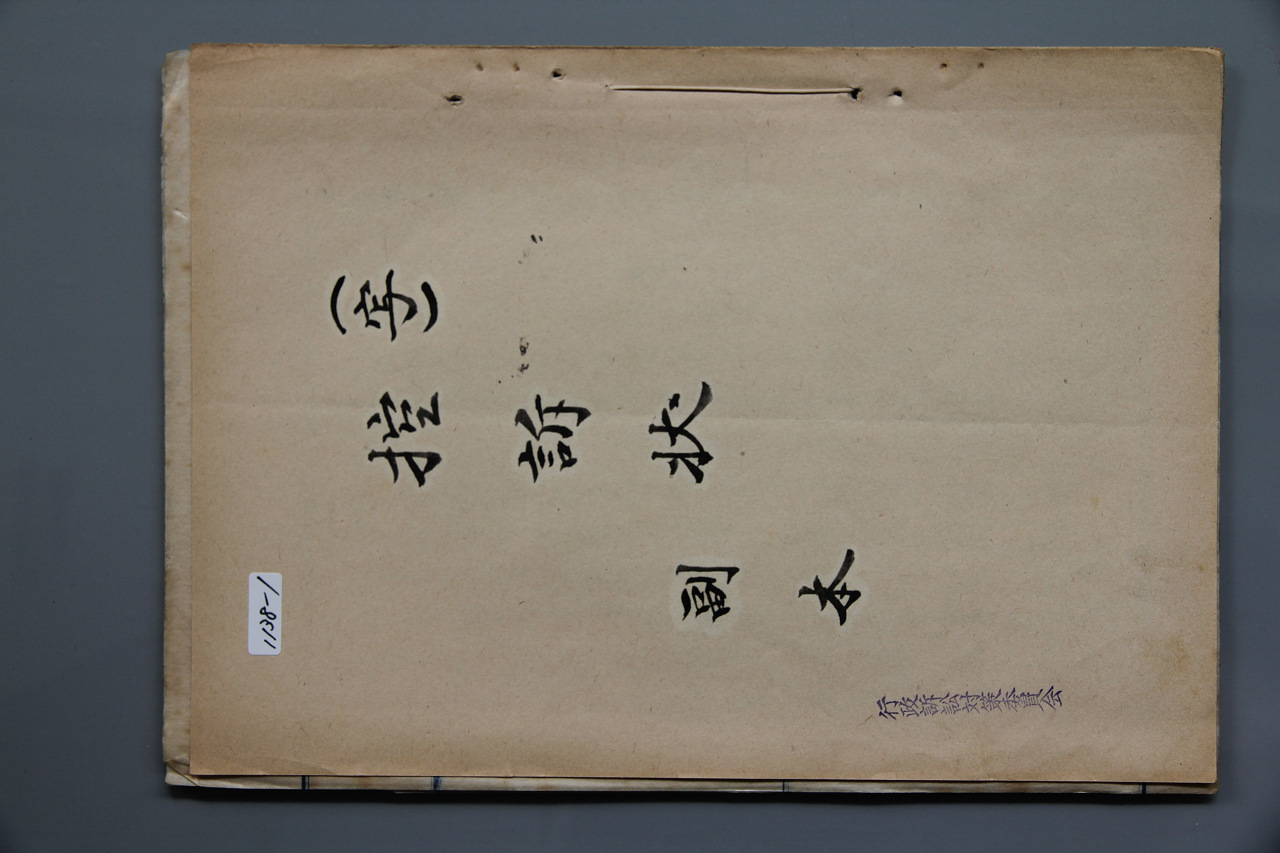 (写)
控訴状
副本
行政訴訟対策委員会
1138-1